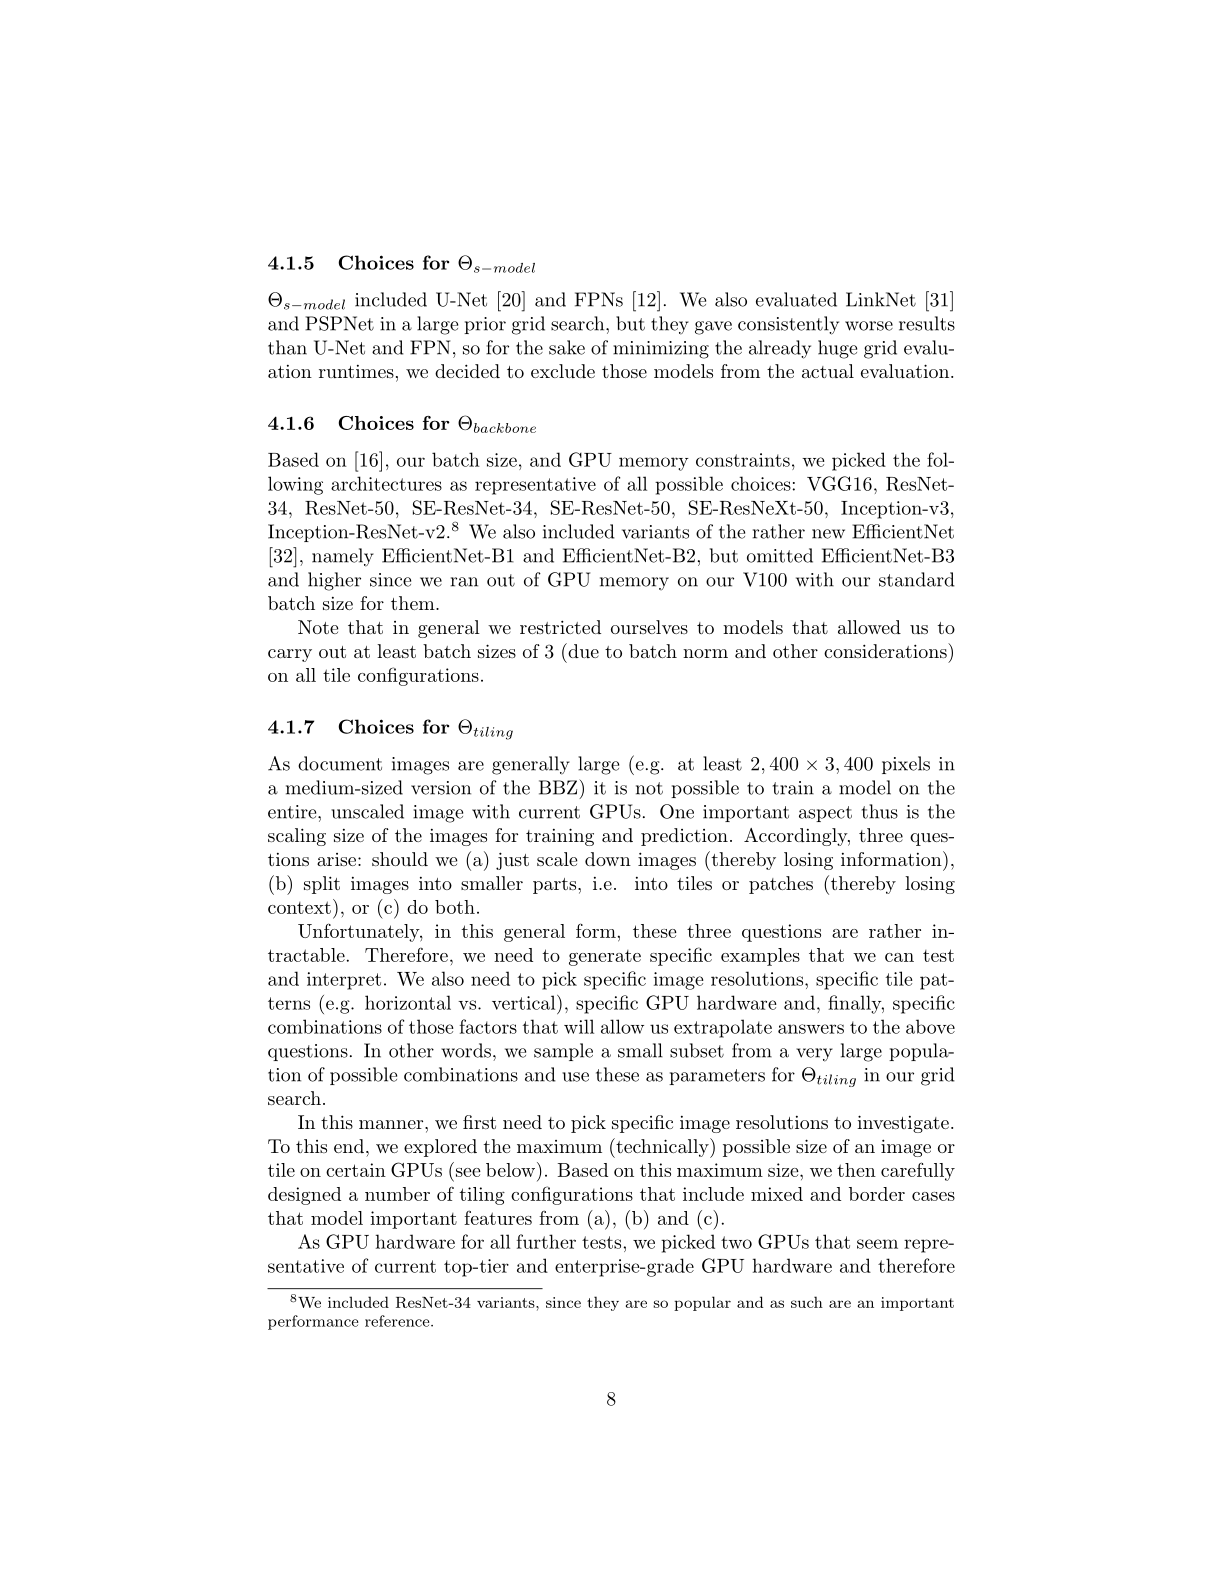 4.1.5 Choices for Θs−model
Θs−model included U-Net [20] and FPNs [12]. We also evaluated LinkNet [31]
and PSPNet in a large prior grid search, but they gave consistently worse results
than U-Net and FPN, so for the sake of minimizing the already huge grid evalu-
ation runtimes, we decided to exclude those models from the actual evaluation.
4.1.6 Choices for Θbackbone
Based on [16], our batch size, and GPU memory constraints, we picked the fol-
lowing architectures as representative of all possible choices: VGG16, ResNet-
34, ResNet-50, SE-ResNet-34, SE-ResNet-50, SE-ResNeXt-50, Inception-v3,
Inception-ResNet-v2.8 We also included variants of the rather new EfficientNet
[32], namely EfficientNet-B1 and EfficientNet-B2, but omitted EfficientNet-B3
and higher since we ran out of GPU memory on our V100 with our standard
batch size for them.
Note that in general we restricted ourselves to models that allowed us to
carry out at least batch sizes of 3 (due to batch norm and other considerations)
on all tile configurations.
4.1.7 Choices for Θtiling
As document images are generally large (e.g. at least 2, 400 × 3, 400 pixels in
a medium-sized version of the BBZ) it is not possible to train a model on the
entire, unscaled image with current GPUs. One important aspect thus is the
scaling size of the images for training and prediction. Accordingly, three ques-
tions arise: should we (a) just scale down images (thereby losing information),
(b) split images into smaller parts, i.e. into tiles or patches (thereby losing
context), or (c) do both.
Unfortunately, in this general form, these three questions are rather in-
tractable. Therefore, we need to generate specific examples that we can test
and interpret. We also need to pick specific image resolutions, specific tile pat-
terns (e.g. horizontal vs. vertical), specific GPU hardware and, finally, specific
combinations of those factors that will allow us extrapolate answers to the above
questions. In other words, we sample a small subset from a very large popula-
tion of possible combinations and use these as parameters for Θtiling in our grid
search.
In this manner, we first need to pick specific image resolutions to investigate.
To this end, we explored the maximum (technically) possible size of an image or
tile on certain GPUs (see below). Based on this maximum size, we then carefully
designed a number of tiling configurations that include mixed and border cases
that model important features from (a), (b) and (c).
As GPU hardware for all further tests, we picked two GPUs that seem repre-
sentative of current top-tier and enterprise-grade GPU hardware and therefore
8We included ResNet-34 variants, since they are so popular and as such are an important
performance reference.
8